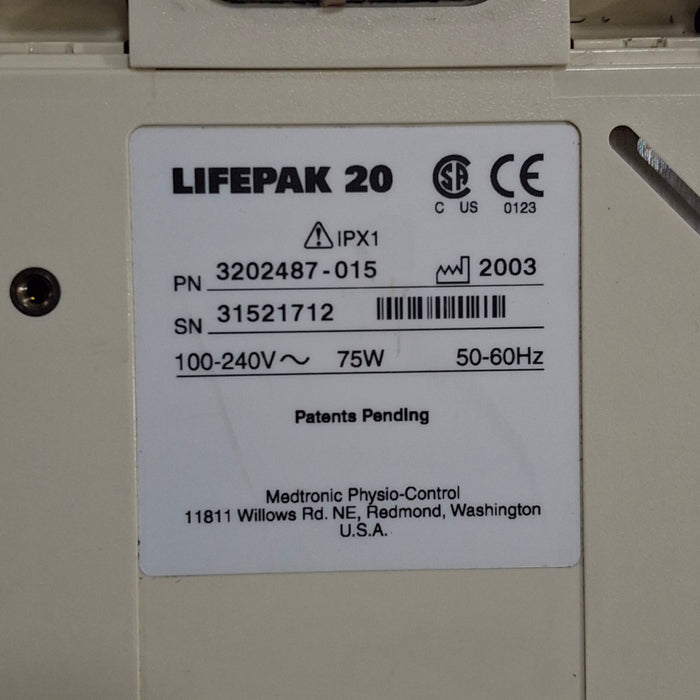 LIFEPAK 20
C US
CE
0123
IPX1
PN 3202487-015 2003
SN 31521712
100-240V~ 75W 50-60Hz
Patents Pending
Medtronic Physio-Control
11811 Willows Rd. NE, Redmond, Washington
U.S.A.